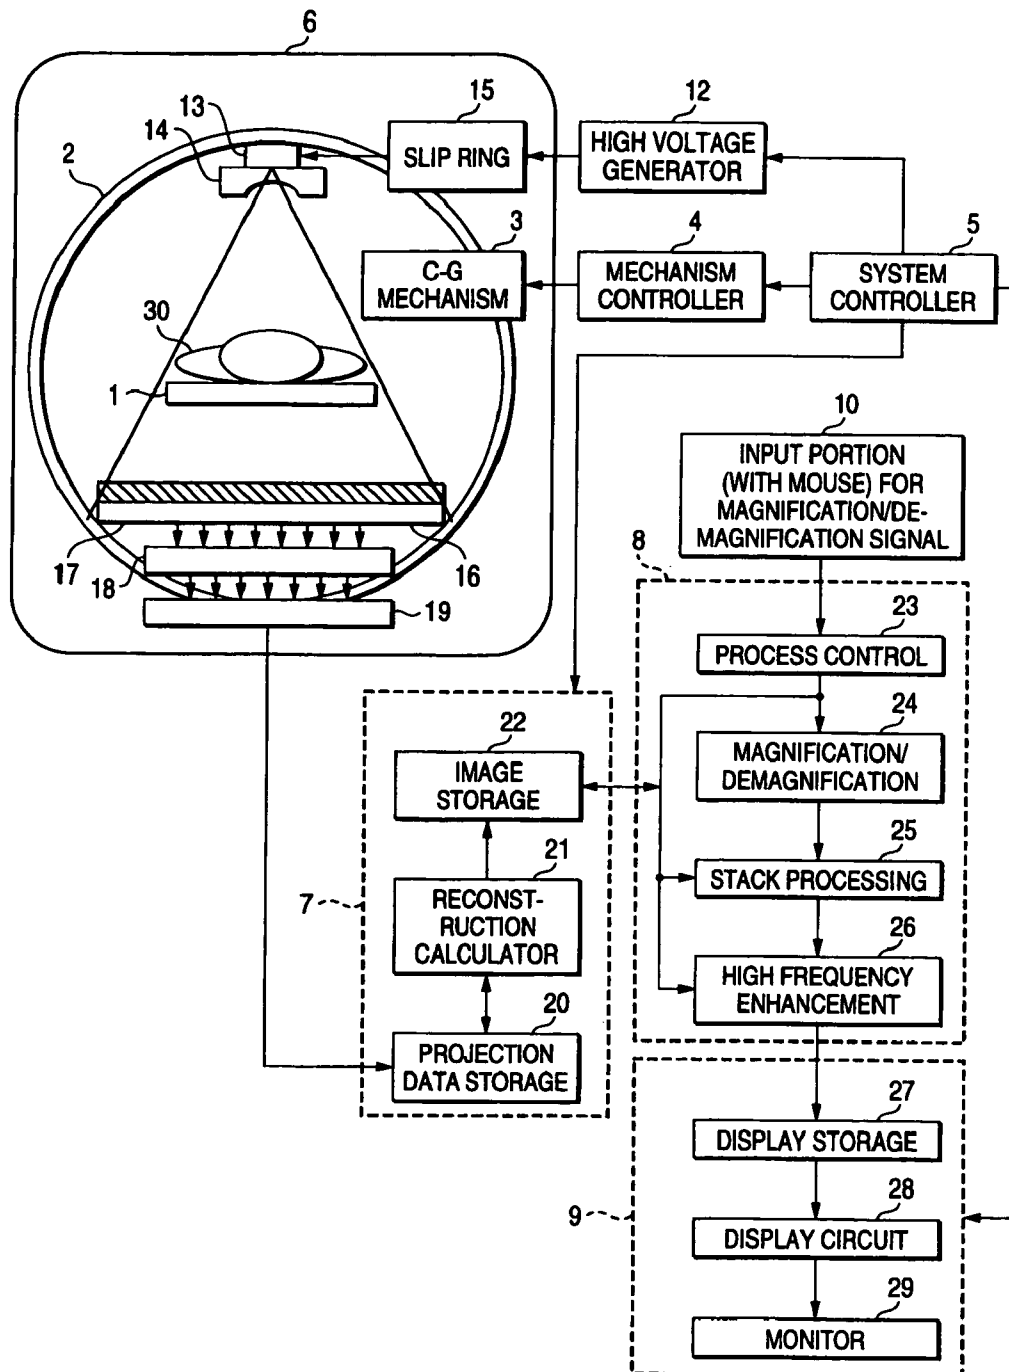 6
15
12
13
14
SLIP RING
HIGH VOLTAGE
GENERATOR
2
3
4
5
C-G
MECHANISM
MECHANISM
CONTROLLER
SYSTEM
CONTROLLER
30
1
10
INPUT PORTION
(WITH MOUSE) FOR
MAGNIFICATION/DE-
MAGNIFICATION SIGNAL
17
18
16
19
8
23
PROCESS CONTROL
24
MAGNIFICATION/
DEMAGNIFICATION
22
IMAGE
STORAGE
25
STACK PROCESSING
21
7
RECONST-
RUCTION
CALCULATOR
26
HIGH FREQUENCY
ENHANCEMENT
20
PROJECTION
DATA STORAGE
27
DISPLAY STORAGE
9
28
DISPLAY CIRCUIT
29
MONITOR